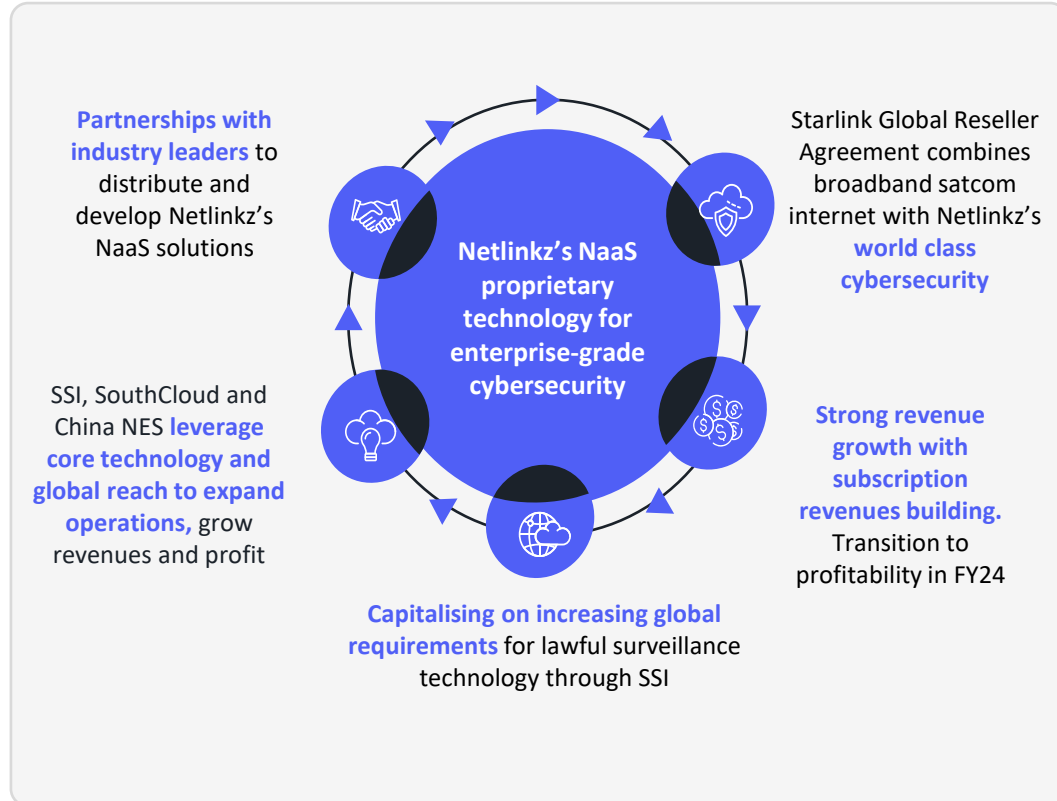 Partnerships with
industry leaders to
distribute and
develop Netlinkz’s
NaaS solutions
Starlink Global Reseller
Agreement combines
broadband satcom
internet with Netlinkz’s
world class
cybersecurity
Netlinkz’s NaaS
proprietary
technology for
enterprise-grade
cybersecurity
SSI, SouthCloud and
China NES leverage
core technology and
global reach to expand
operations, grow
revenues and profit
Strong revenue
growth with
subscription
revenues building.
Transition to
profitability in FY24
Capitalising on increasing global
requirements for lawful surveillance
technology through SSI